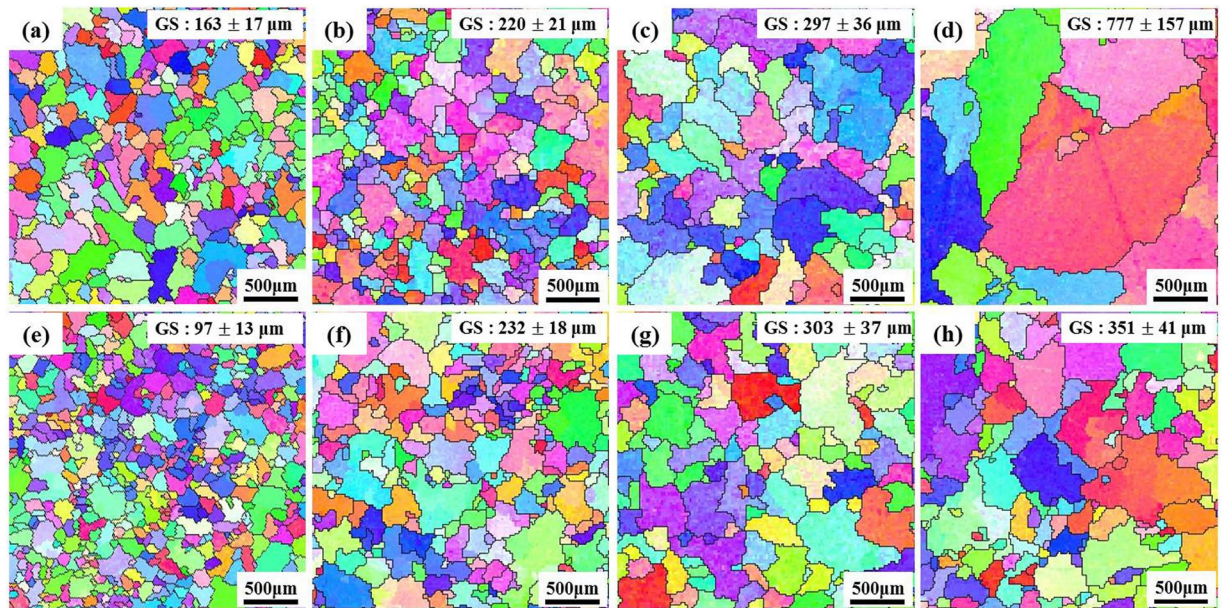 (a) GS : 163 ± 17 μm
500μm
(b) GS : 220 ± 21 μm
500μm
(c) GS : 297 ± 36 μm
500μm
(d) GS : 777 ± 157 μm
500μm
(e) GS : 97 ± 13 μm
500μm
(f) GS : 232 ± 18 μm
500μm
(g) GS : 303 ± 37 μm
500μm
(h) GS : 351 ± 41 μm
500μm